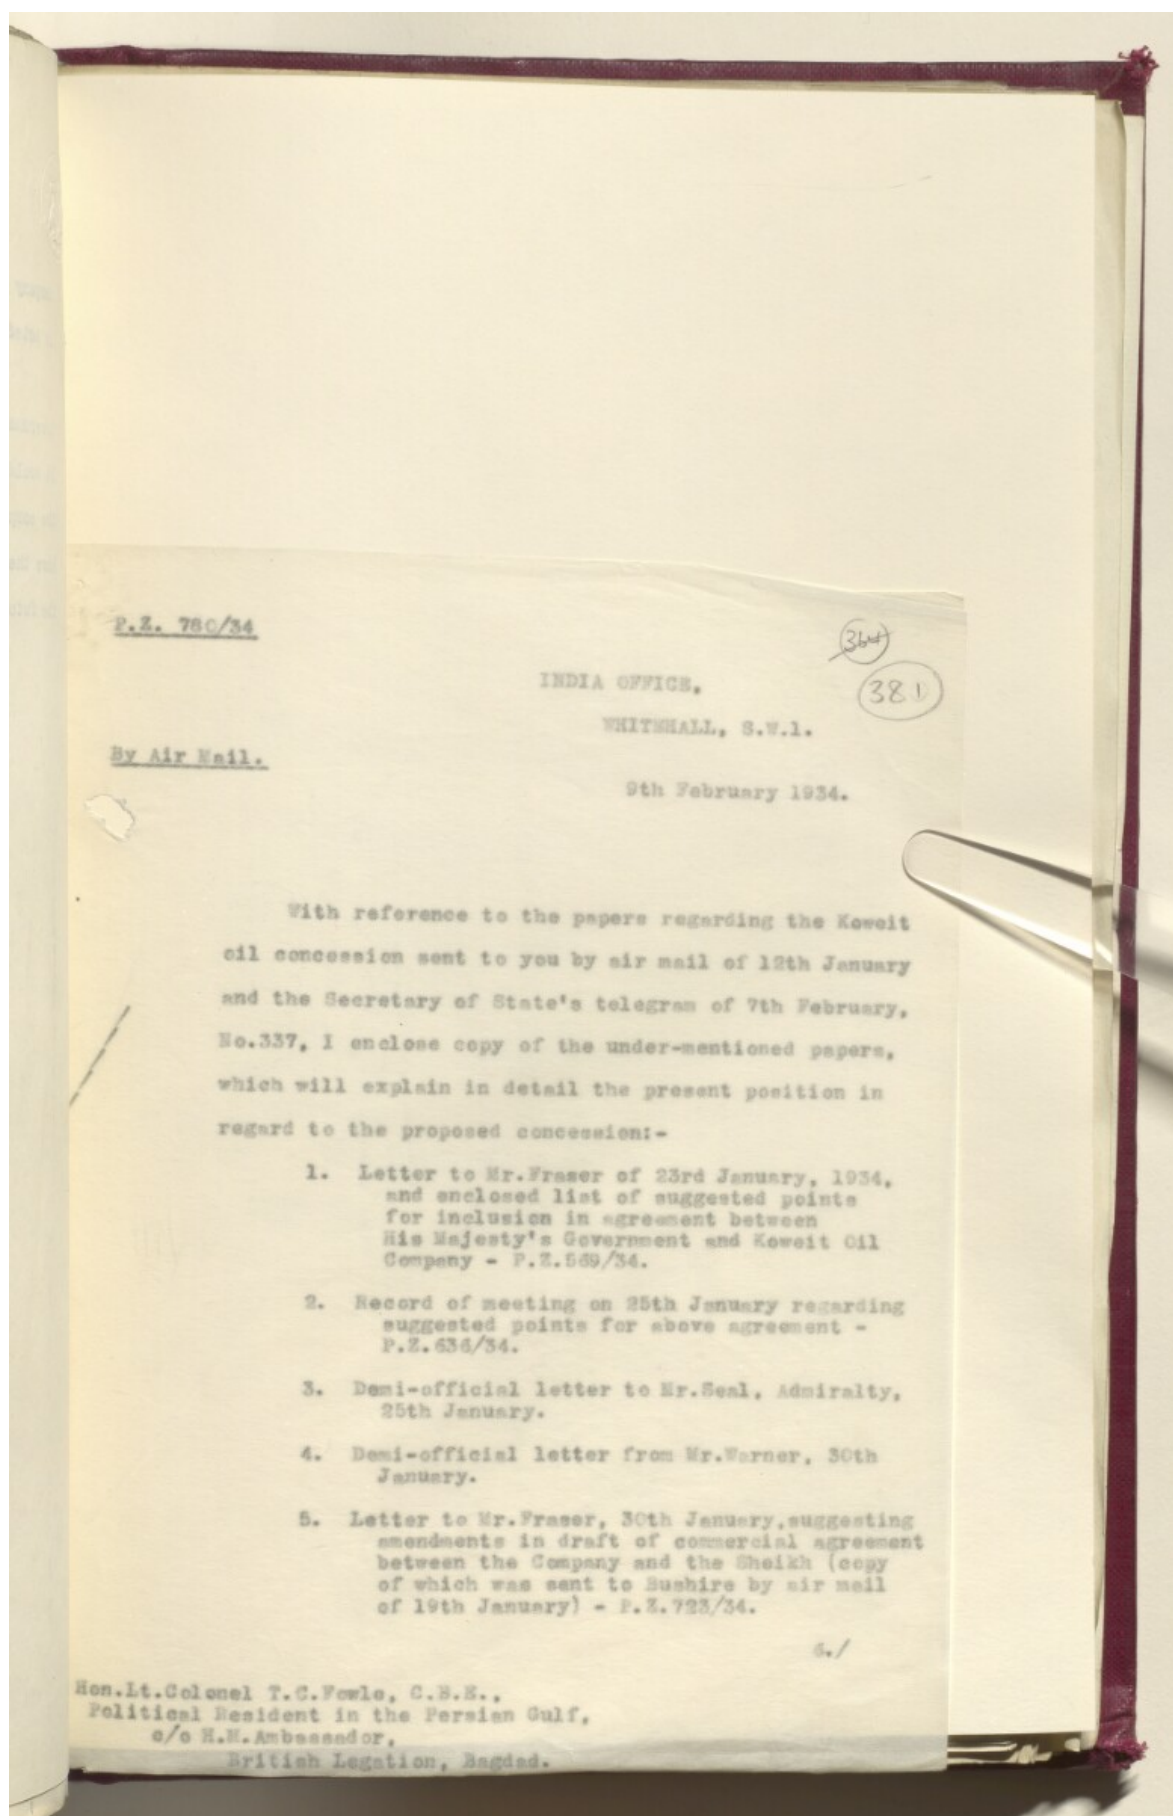 P.Z. 780/34
364
381
INDIA OFFICE,
WHITEHALL, S.W.1.
By Air Mail.
9th February 1934.
With reference to the papers regarding the Koweit
oil concession sent to you by air mail of 12th January
and the Secretary of State's telegram of 7th February,
No.337, I enclose copy of the under-mentioned papers,
which will explain in detail the present position in
regard to the proposed concession:-
1. Letter to Mr.Fraser of 23rd January, 1934,
and enclosed list of suggested points
for inclusion in agreement between
His Majesty's Government and Koweit Oil
Company - P.Z.569/34.
2. Record of meeting on 25th January regarding
suggested points for above agreement -
P.Z.636/34.
3. Demi-official letter to Mr.Seal, Admiralty,
25th January.
4. Demi-official letter from Mr.Warner, 30th
January.
5. Letter to Mr.Fraser, 30th January,suggesting
amendments in draft of commercial agreement
between the Company and the Sheikh (copy
of which was sent to Bushire by air mail
of 19th January) - P.Z.723/34.
6./
Hon.Lt.Colonel T.C.Fowle, C.B.E.,
Political Resident in the Persian Gulf,
c/o H.M.Ambassador,
British Legation, Bagdad.